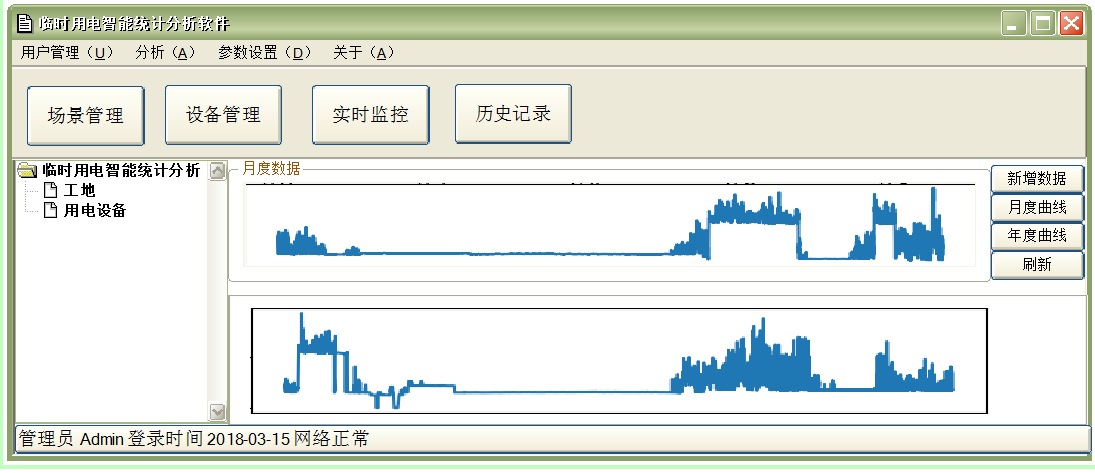 临时用电智能统计分析软件
用户管理（U） 分析（A） 参数设置（D） 关于（A）
场景管理 设备管理 实时监控 历史记录
临时用电智能统计分析
工地
用电设备
月度数据
新增数据
月度曲线
年度曲线
刷新
管理员 Admin 登录时间 2018-03-15 网络正常